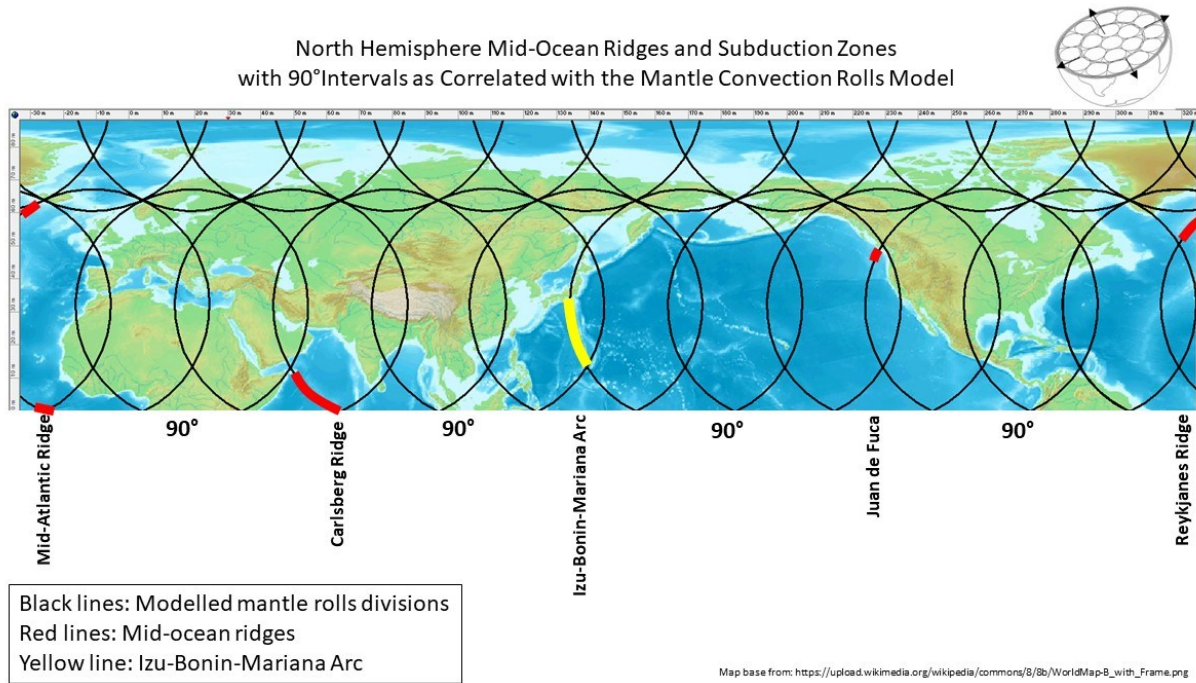 North Hemisphere Mid-Ocean Ridges and Subduction Zones
with 90°Intervals as Correlated with the Mantle Convection Rolls Model
90°
90°
90°
90°
Mid-Atlantic Ridge
Carlsberg Ridge
Izu-Bonin-Mariana Arc
Juan de Fuca
Reykjanes Ridge
Black lines: Modelled mantle rolls divisions
Red lines: Mid-ocean ridges
Yellow line: Izu-Bonin-Mariana Arc
Map base from: https://upload.wikimedia.org/wikipedia/commons/8/8b/WorldMap-B_with_Frame.png